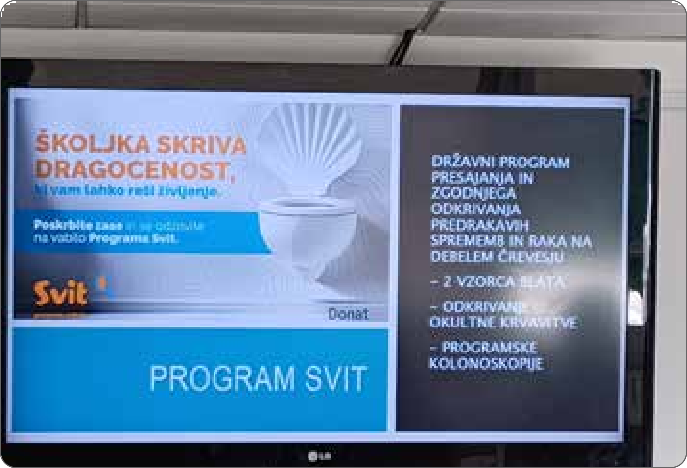 ŠKOLJKA SKRIVA
DRAGOCENOST,
ki vam lahko reši življenje.
Poskrbite zase in se odzovite
na vabilo Programa Svit.
Svit
Donat
PROGRAM SVIT
DRŽAVNI PROGRAM
PRESAJANJA IN
ZGODNJEGA
ODKRIVANJA
PREDRAKAVIH
SPREMEMB IN RAKA NA
DEBELEM ČREVESJU
– 2 VZORCA BLATA
– ODKRIVANJE
OKULTNE KRVAVITVE
– PROGRAMSKE
KOLONOSKOPIJE
LG